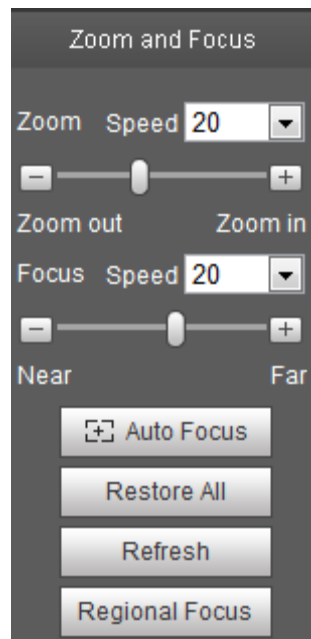 Zoom and Focus
Zoom Speed 20
Zoom out Zoom in
Focus Speed 20
Near Far
Auto Focus
Restore All
Refresh
Regional Focus